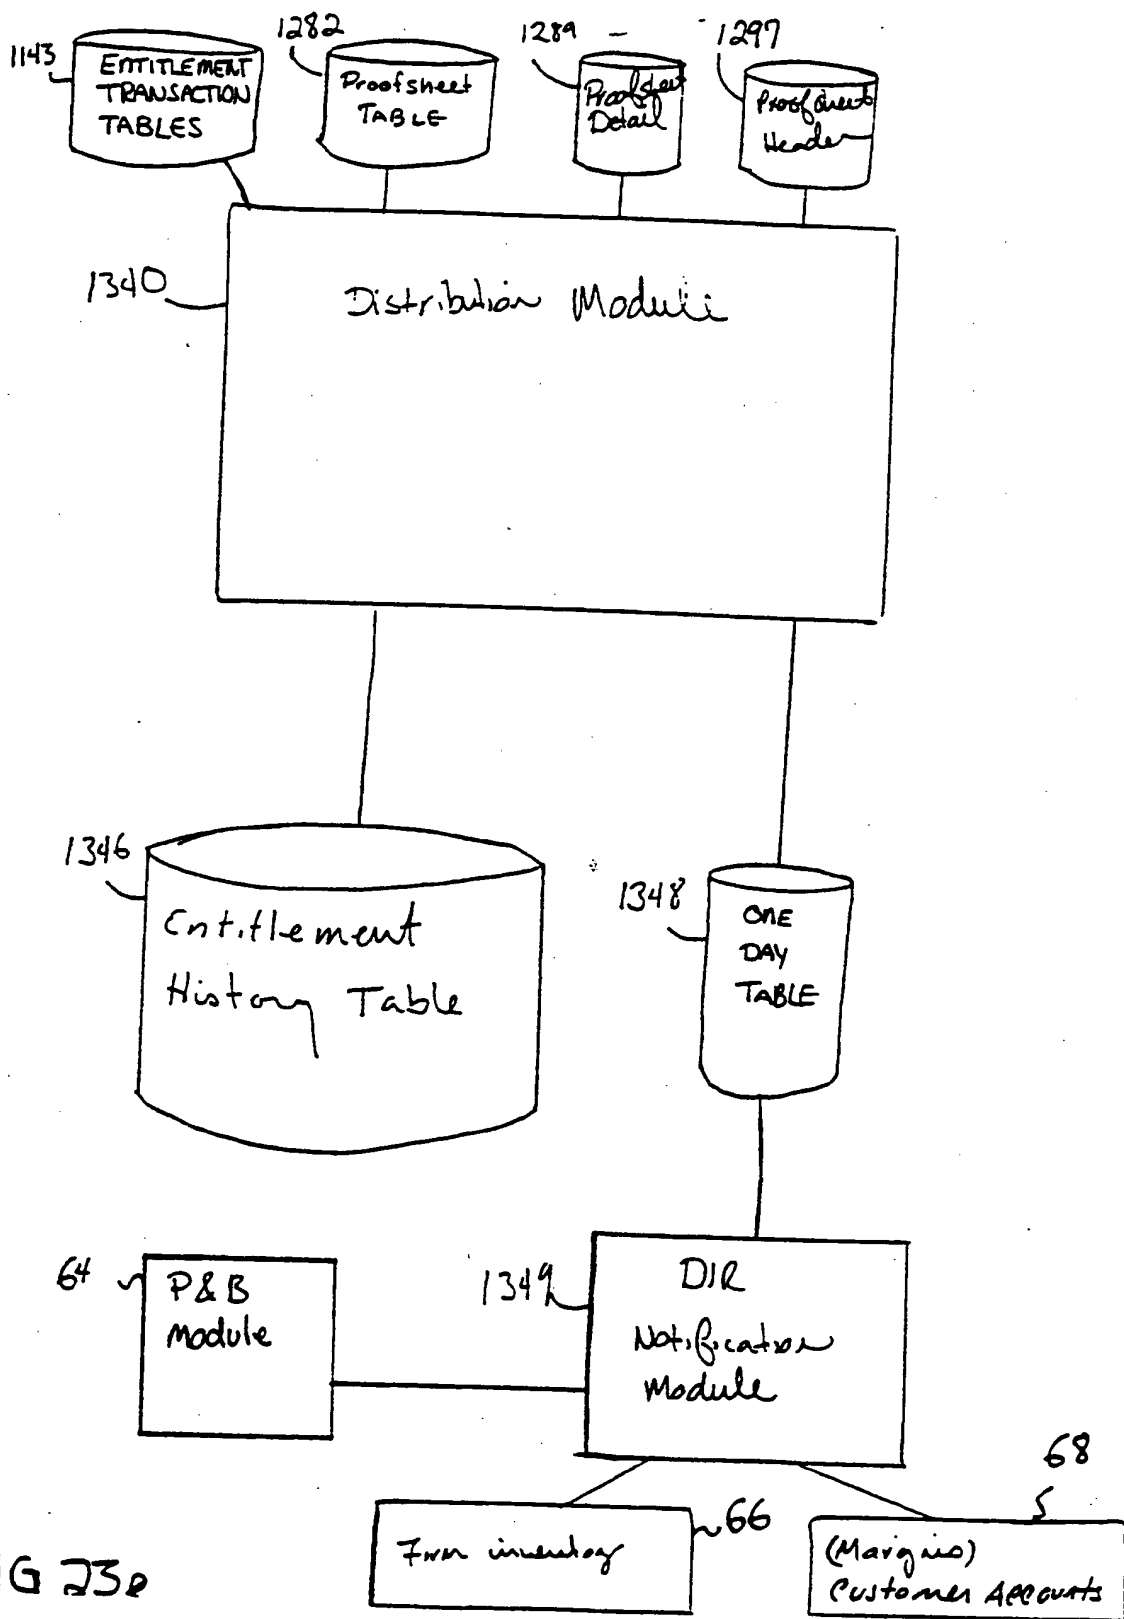 1143
ENTITLEMENT
TRANSACTION
TABLES
1282
Proofsheet
TABLE
1289
Proofsheet
Detail
1297
Proofsheet
Header
1340
Distribution Module
1346
Entitlement
History Table
1348
ONE
DAY
TABLE
64
P&B
Module
1349
DIR
Notification
Module
66
Firm inventory
68
(Margins)
Customer Accounts
G 23e